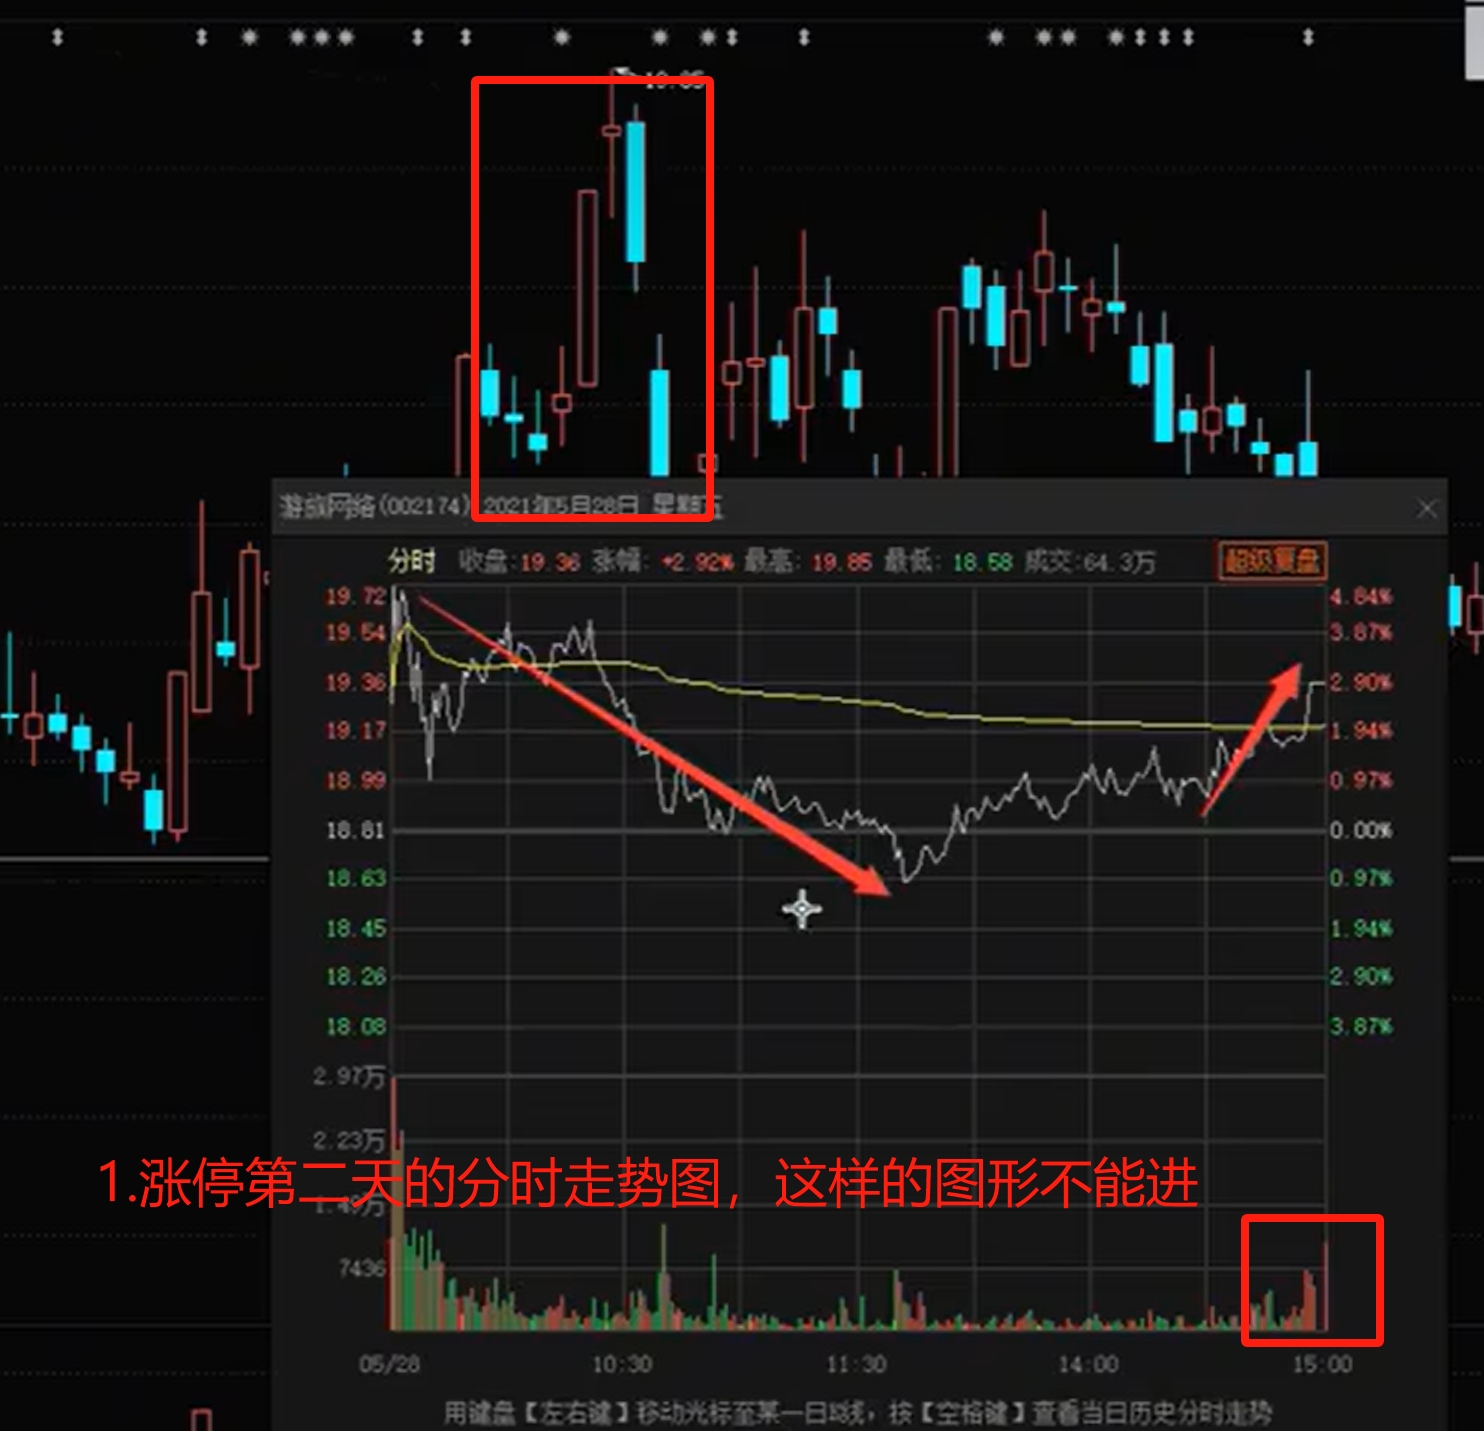 19.85
游族网络(002174) 2021年5月28日 星期五
分时 收盘:19.36 涨幅: +2.92% 最高: 19.85 最低: 18.58 成交:64.3万 超级复盘
19.72 4.84%
19.54 3.87%
19.36 2.90%
19.17 1.94%
18.99 0.97%
18.81 0.00%
18.63 0.97%
18.45 1.94%
18.26 2.90%
18.08 3.87%
2.97万
2.23万
1.涨停第二天的分时走势图，这样的图形不能进
1.49万
7436
05/28 10:30 11:30 14:00 15:00
用键盘【左右键】移动光标至某一日K线，按【空格键】查看当日历史分时走势